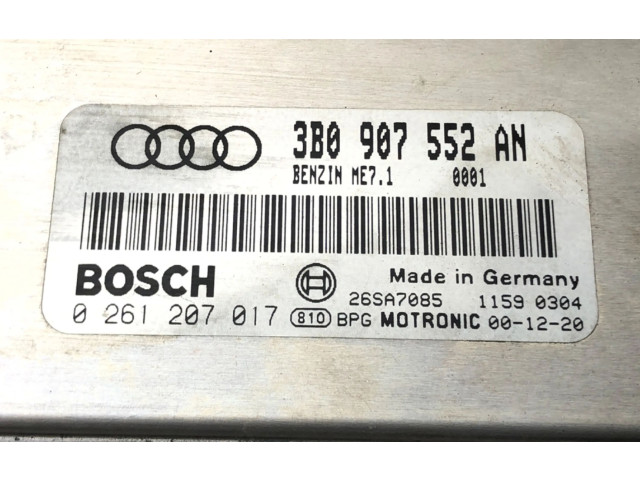 3B0 907 552 AN
BENZIN ME7.1 0001
BOSCH
Made in Germany
26SA7085 1159 0304
0 261 207 017 810 BPG MOTRONIC 00-12-20